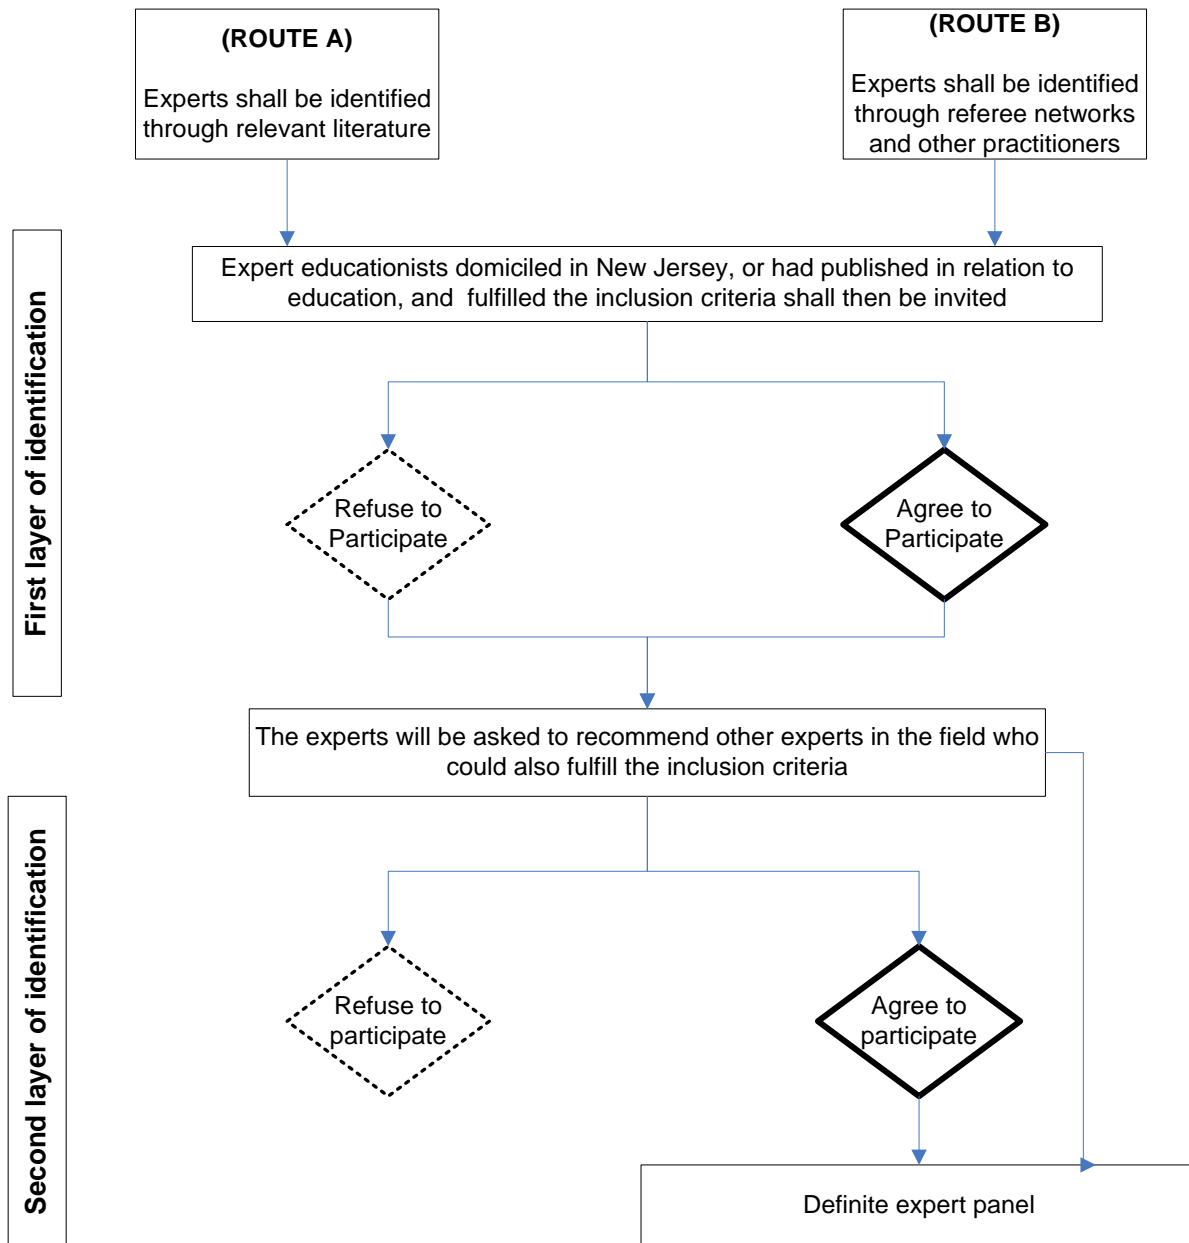 (ROUTE A)
Experts shall be identified
through relevant literature
(ROUTE B)
Experts shall be identified
through referee networks
and other practitioners
First layer of identification
Expert educationists domiciled in New Jersey, or had published in relation to
education, and  fulfilled the inclusion criteria shall then be invited
Refuse to
Participate
Agree to
Participate
The experts will be asked to recommend other experts in the field who
could also fulfill the inclusion criteria
Second layer of identification
Refuse to
participate
Agree to
participate
Definite expert panel